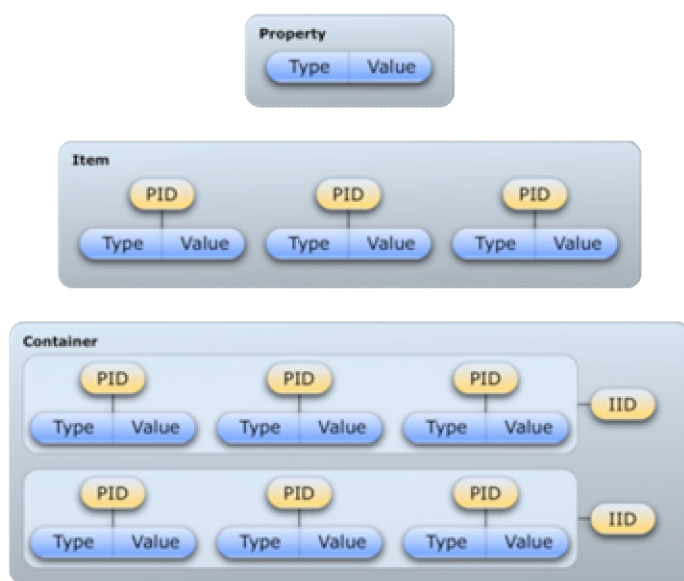 Property
Type Value
Item
PID PID PID
Type Value Type Value Type Value
Container
PID PID PID
IID
Type Value Type Value Type Value
PID PID PID
IID
Type Value Type Value Type Value